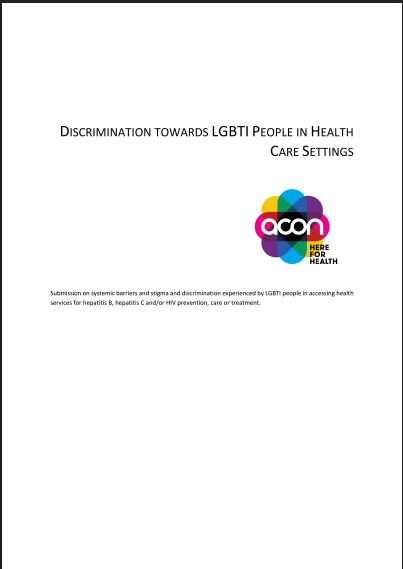 DISCRIMINATION TOWARDS LGBTI PEOPLE IN HEALTH
CARE SETTINGS
acon
HERE
FOR
HEALTH
Submission on systemic barriers and stigma and discrimination experienced by LGBTI people in accessing health
services for hepatitis B, hepatitis C and/or HIV prevention, care or treatment.